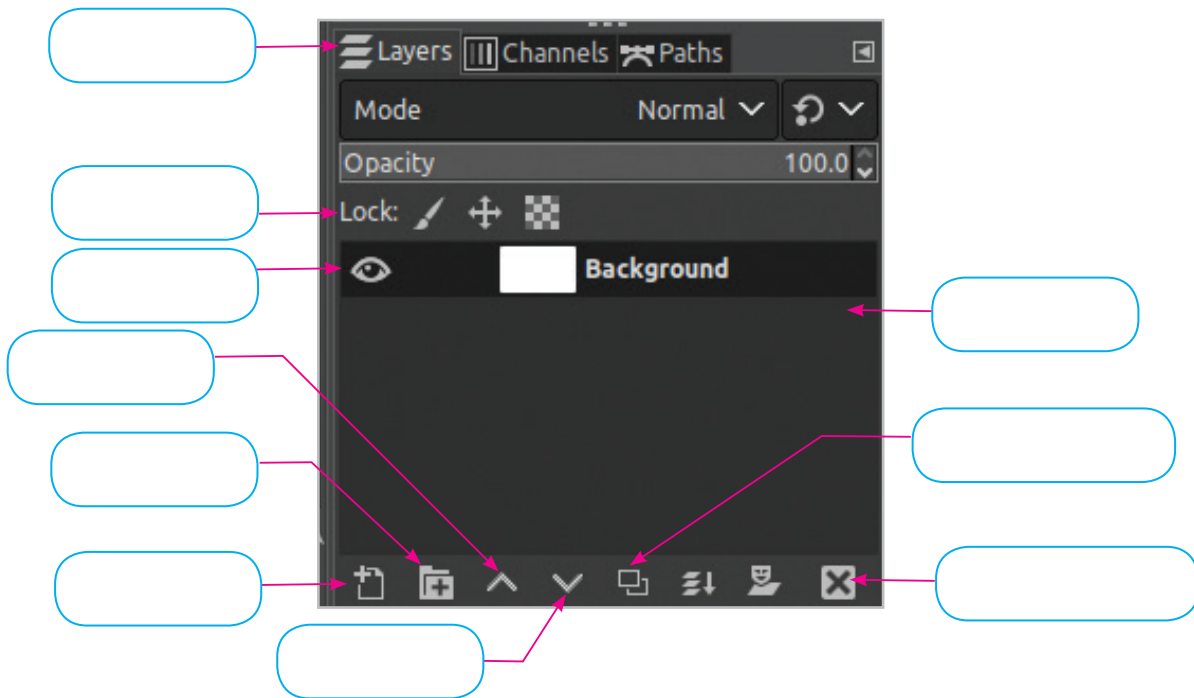 Layers Channels Paths
Mode Normal
Opacity 100.0
Lock:
Background